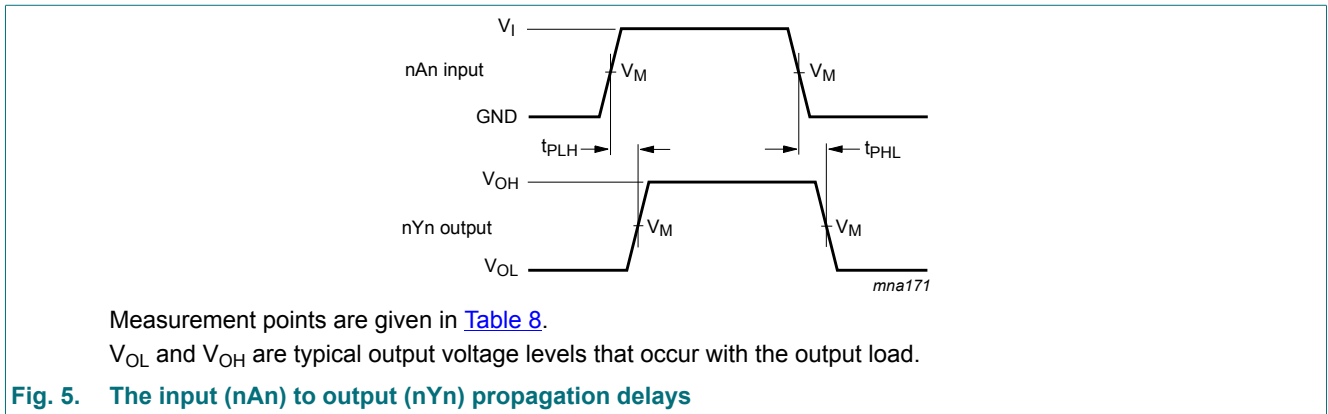 VI
nAn input
VM
VM
GND
tPLH
tPHL
VOH
nYn output
VM
VM
VOL
mna171
Measurement points are given in Table 8.
VOL and VOH are typical output voltage levels that occur with the output load.
Fig. 5. The input (nAn) to output (nYn) propagation delays